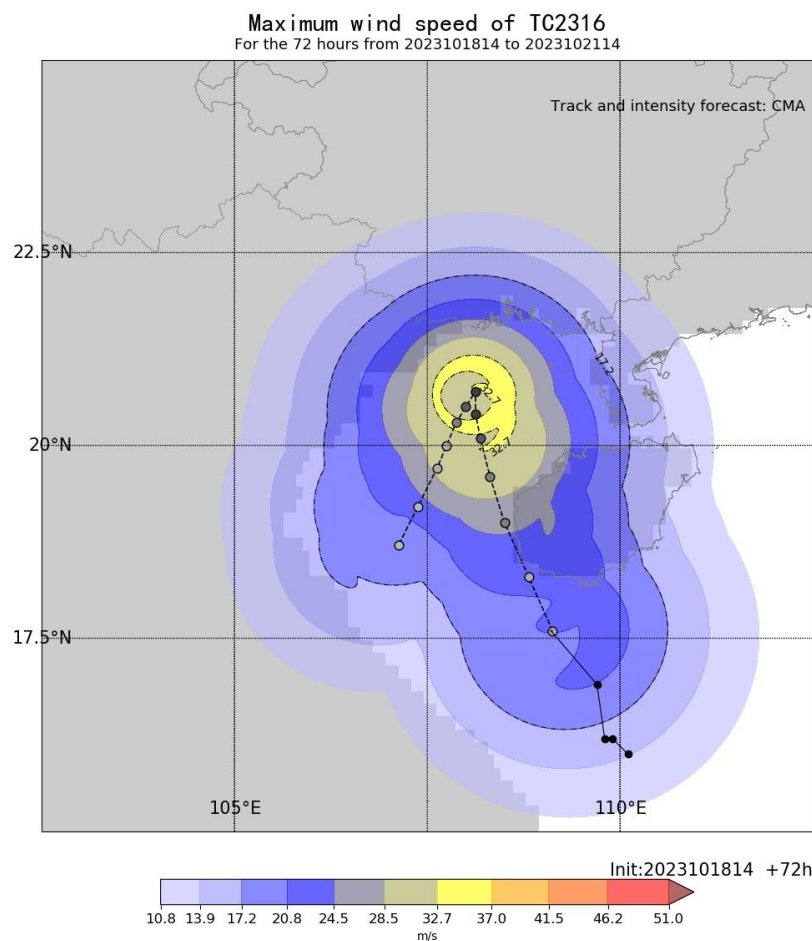 Maximum wind speed of TC2316
For the 72 hours from 2023101814 to 2023102114
Track and intensity forecast: CMA
22.5°N
17.2
32.7
20°N
32.7
17.5°N
105°E
110°E
Init:2023101814 +72h
10.8 13.9 17.2 20.8 24.5 28.5 32.7 37.0 41.5 46.2 51.0
m/s